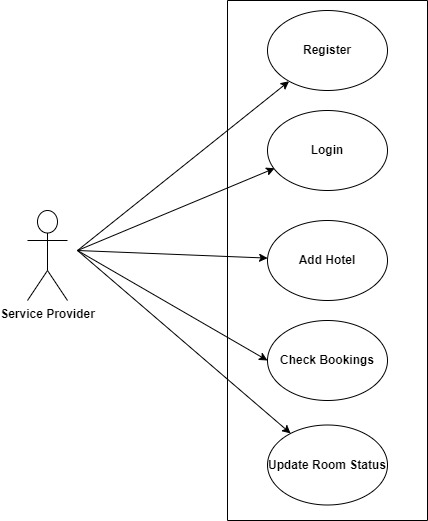 Register
Login
Add Hotel
Check Bookings
Update Room Status
Service Provider